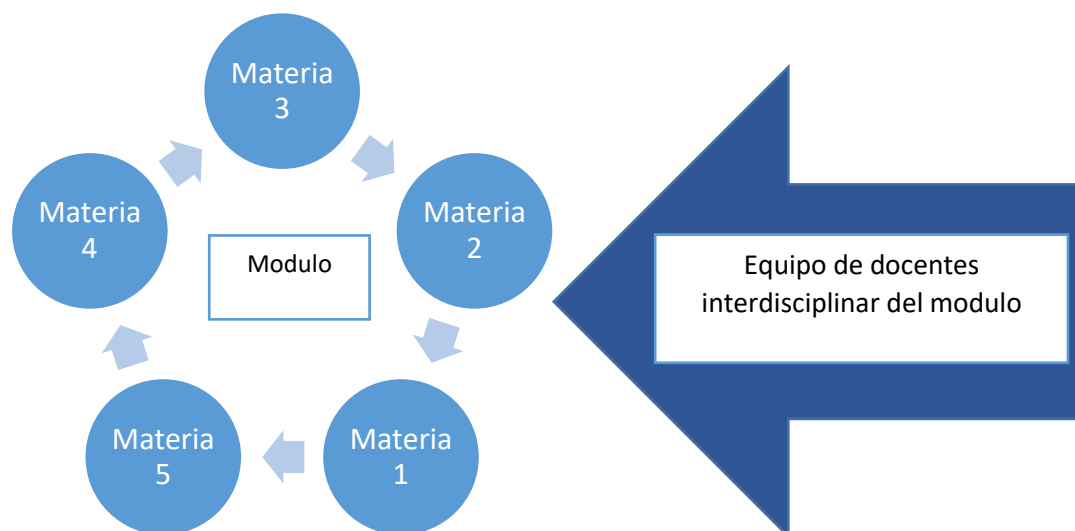 Materia
3
Materia
4
Materia
2
Modulo
Equipo de docentes
interdisciplinar del modulo
Materia
5
Materia
1